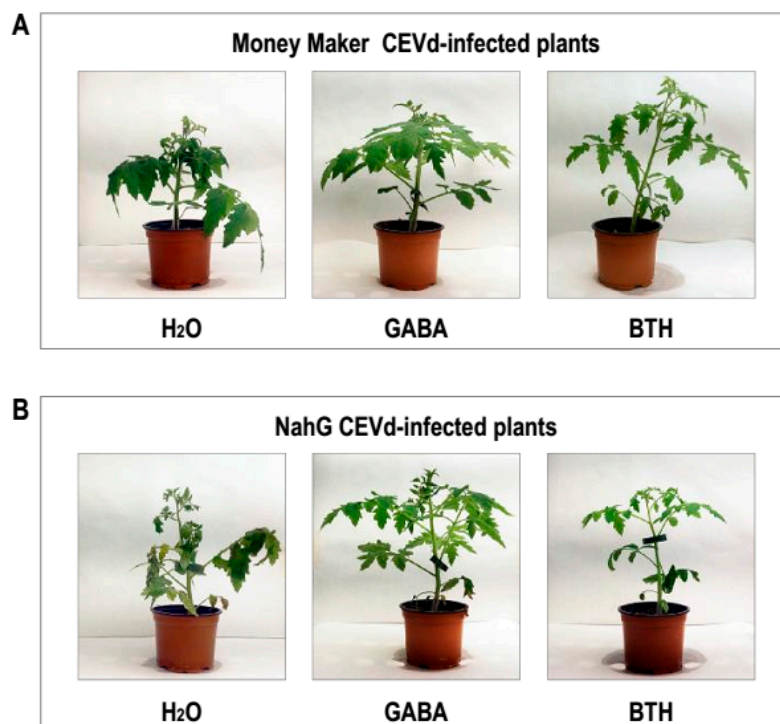 A
Money Maker CEVd-infected plants
H₂O GABA BTH
B
NahG CEVd-infected plants
H₂O GABA BTH